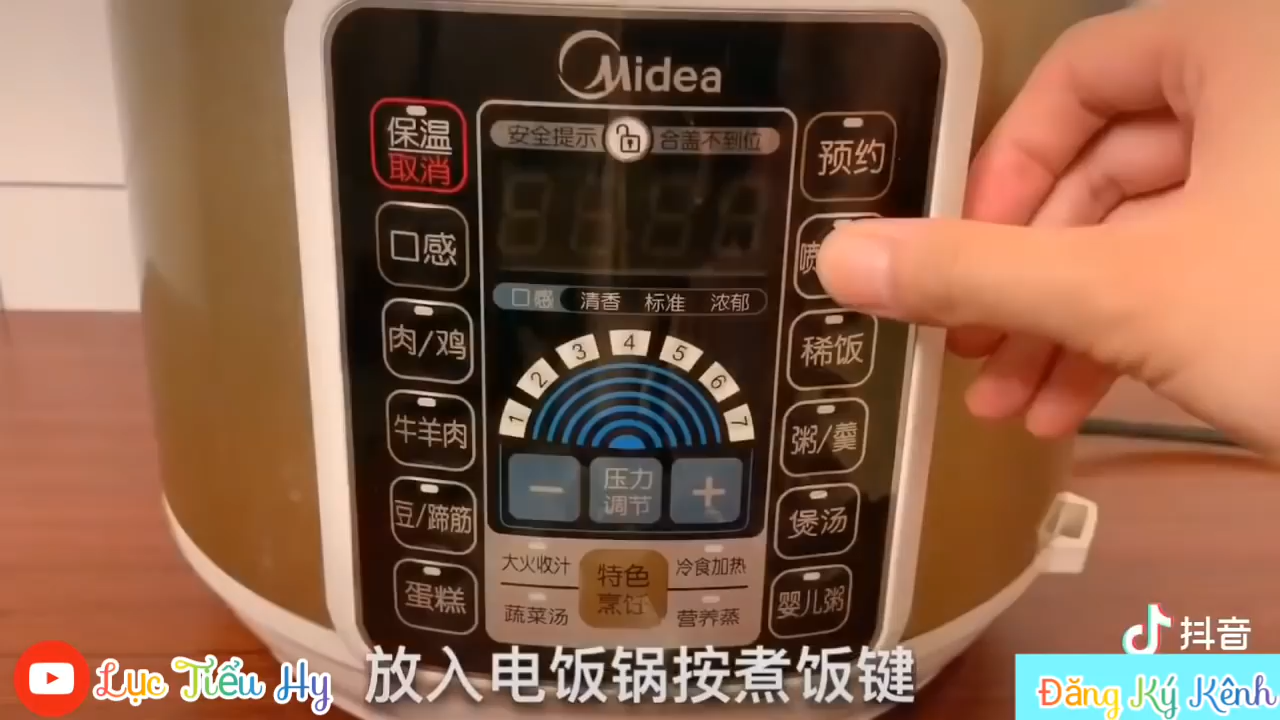 Midea
保温
取消
安全提示
合盖不到位
预约
口感
喷
口感 清香 标准 浓郁
肉/鸡
稀饭
1 2 3 4 5 6 7
牛羊肉
粥/羹
－
压力
调节
＋
豆/蹄筋
煲汤
大火收汁
特色
烹饪
冷食加热
蔬菜汤
营养蒸
蛋糕
婴儿粥
抖音
放入电饭锅按煮饭键
Lục Tiểu Hy
Đăng Ký Kênh